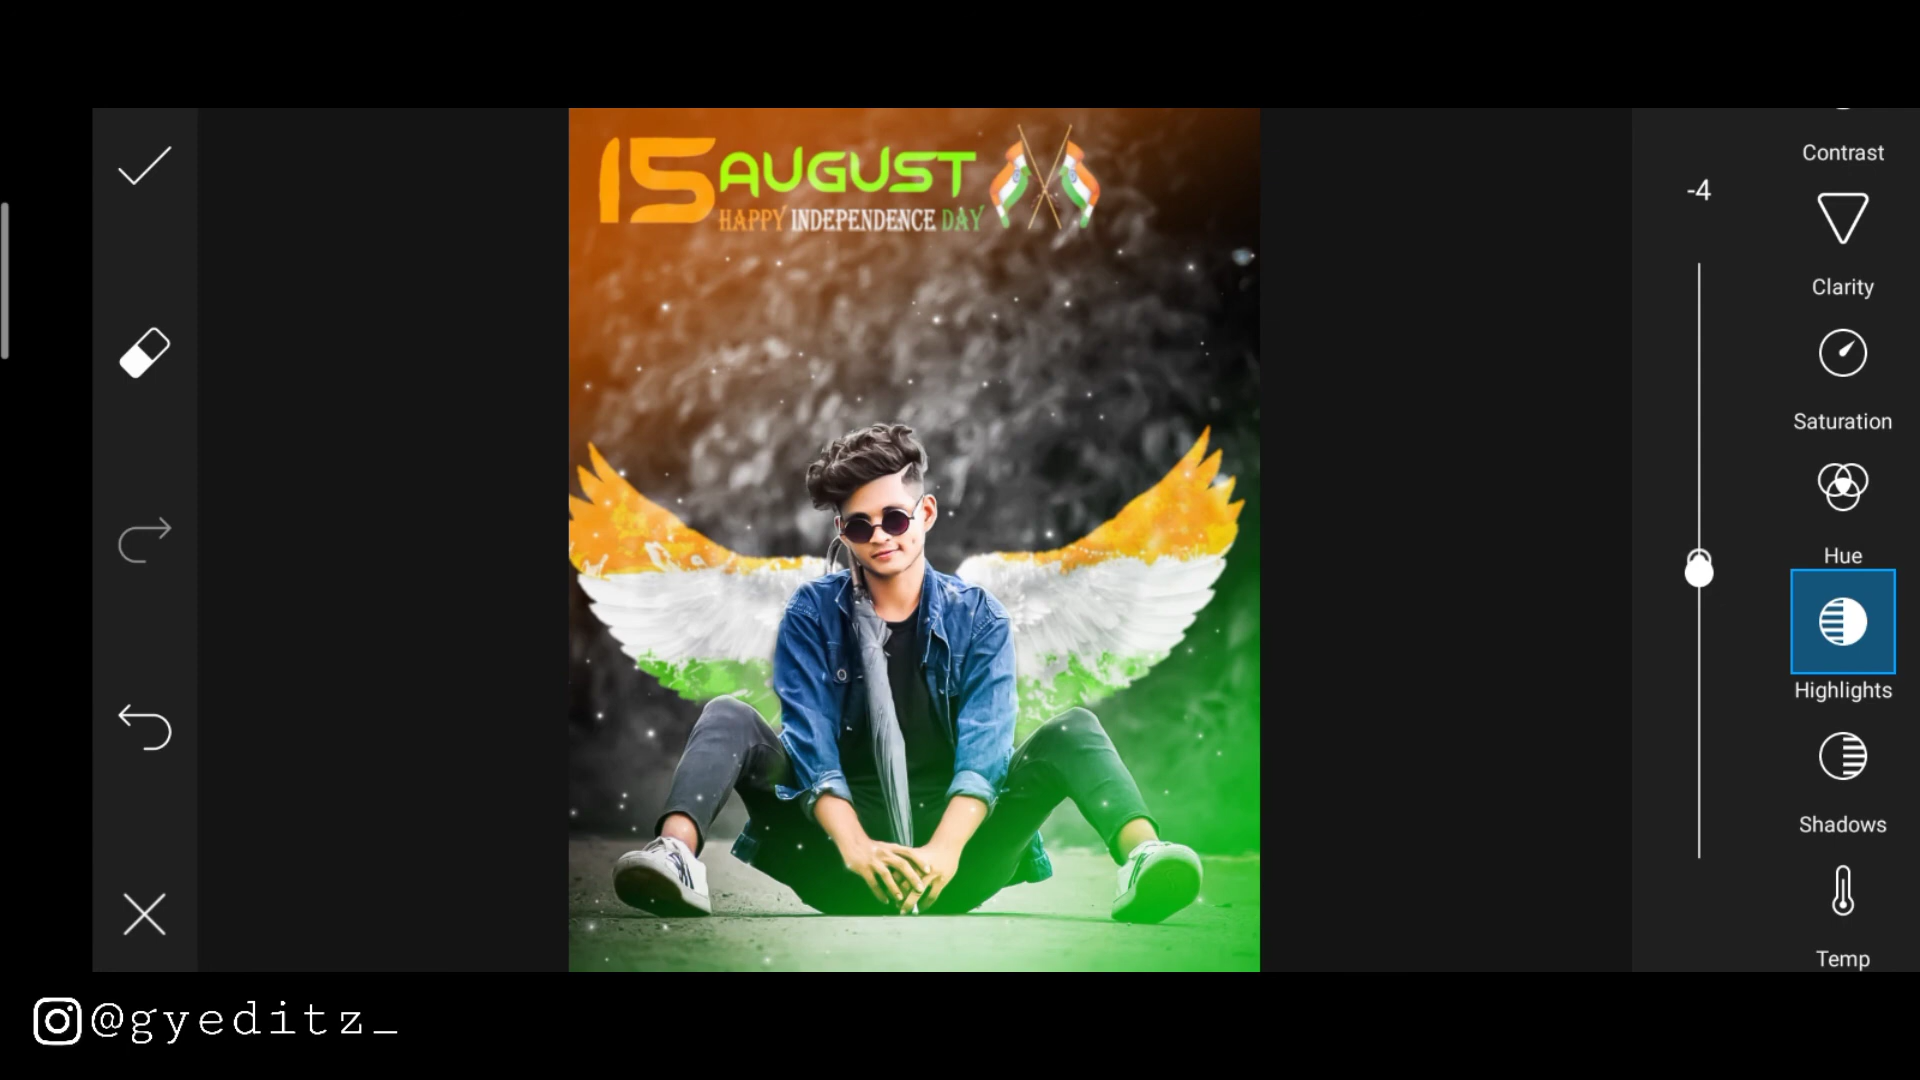 15 AUGUST
HAPPY INDEPENDENCE DAY
-4
Contrast
Clarity
Saturation
Hue
Highlights
Shadows
Temp
@gyeditz_